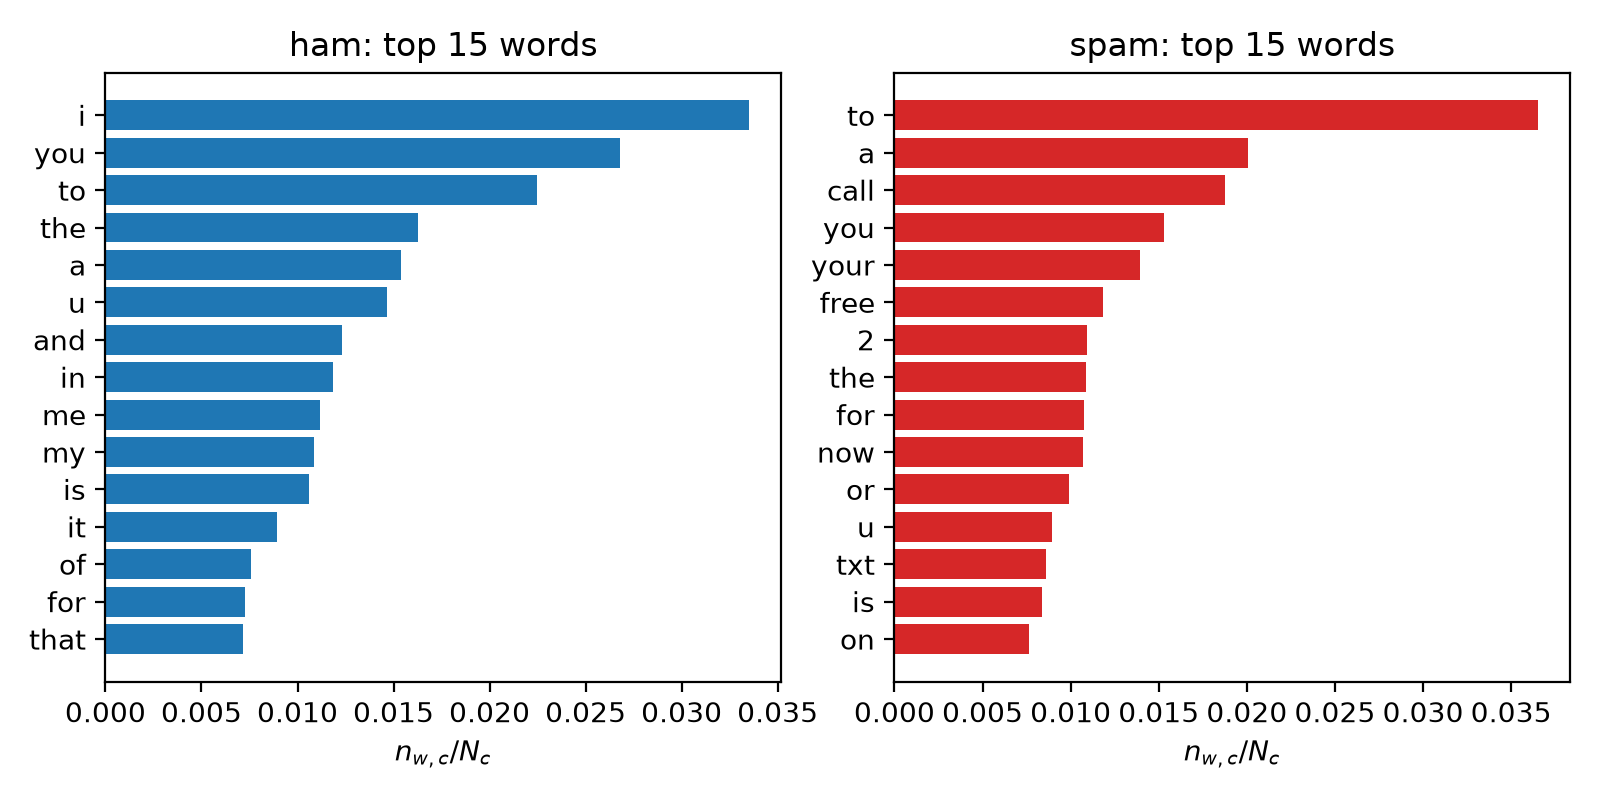 ham: top 15 words
i
you
to
the
a
u
and
in
me
my
is
it
of
for
that
0.000 0.005 0.010 0.015 0.020 0.025 0.030 0.035
n_{w, c}/N_c
spam: top 15 words
to
a
call
you
your
free
2
the
for
now
or
u
txt
is
on
0.000 0.005 0.010 0.015 0.020 0.025 0.030 0.035
n_{w, c}/N_c